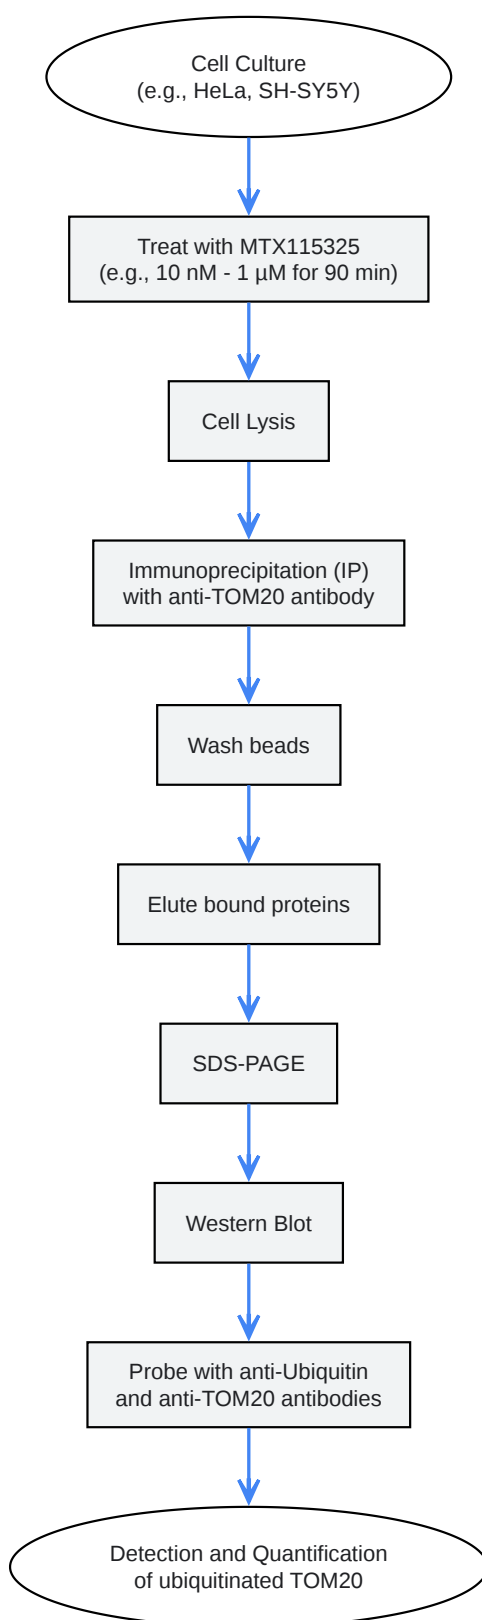 Cell Culture
(e.g., HeLa, SH-SY5Y)
Treat with MTX115325
(e.g., 10 nM - 1 µM for 90 min)
Cell Lysis
Immunoprecipitation (IP)
with anti-TOM20 antibody
Wash beads
Elute bound proteins
SDS-PAGE
Western Blot
Probe with anti-Ubiquitin
and anti-TOM20 antibodies
Detection and Quantification
of ubiquitinated TOM20